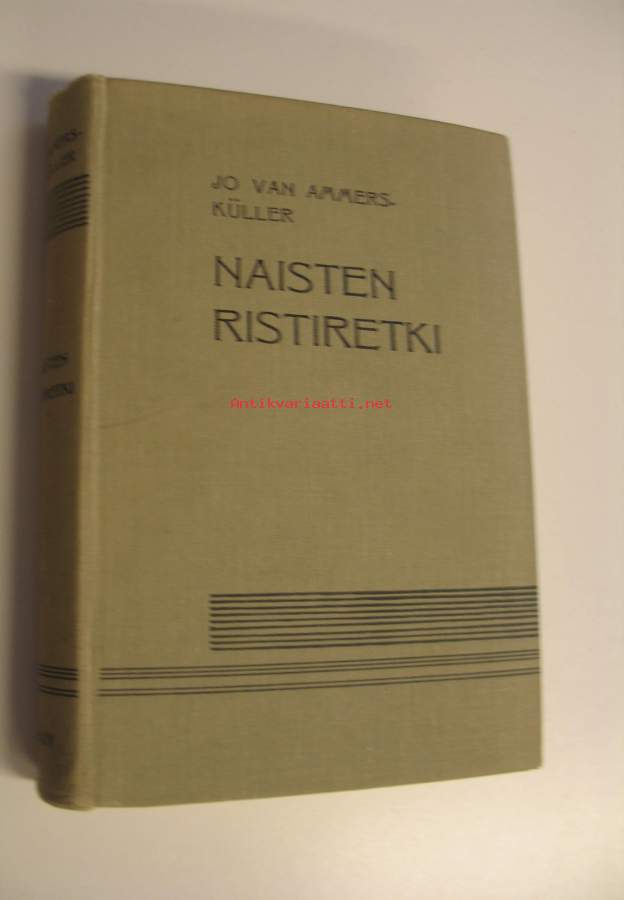 JO VAN AMMERS-
KÜLLER
NAISTEN
RISTIRETKI
Antikvariaatti.net